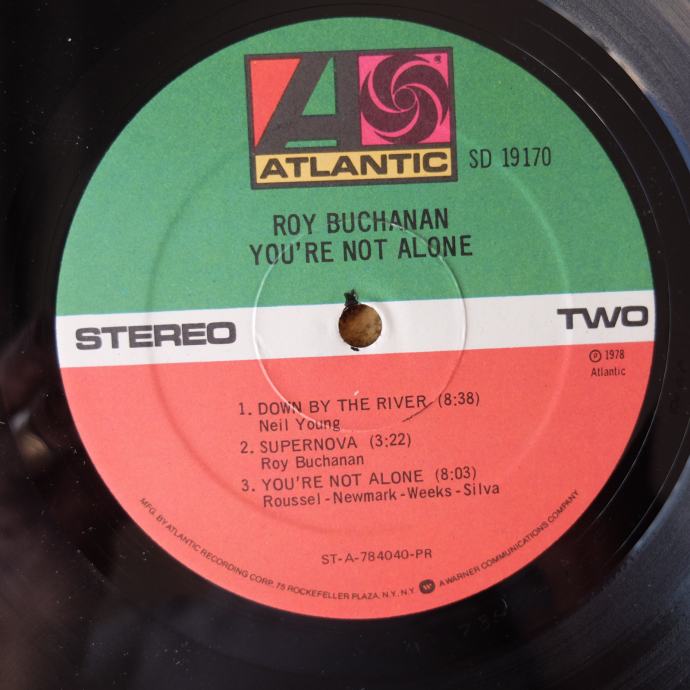 ATLANTIC
SD 19170
ROY BUCHANAN
YOU'RE NOT ALONE
STEREO
TWO
℗ 1978
Atlantic
1. DOWN BY THE RIVER (8:38)
Neil Young
2. SUPERNOVA (3:22)
Roy Buchanan
3. YOU'RE NOT ALONE (8:03)
Roussel-Newmark-Weeks-Silva
ST-A-784040-PR
MFG. BY ATLANTIC RECORDING CORP. 75 ROCKEFELLER PLAZA, N.Y. N.Y. A WARNER COMMUNICATIONS COMPANY